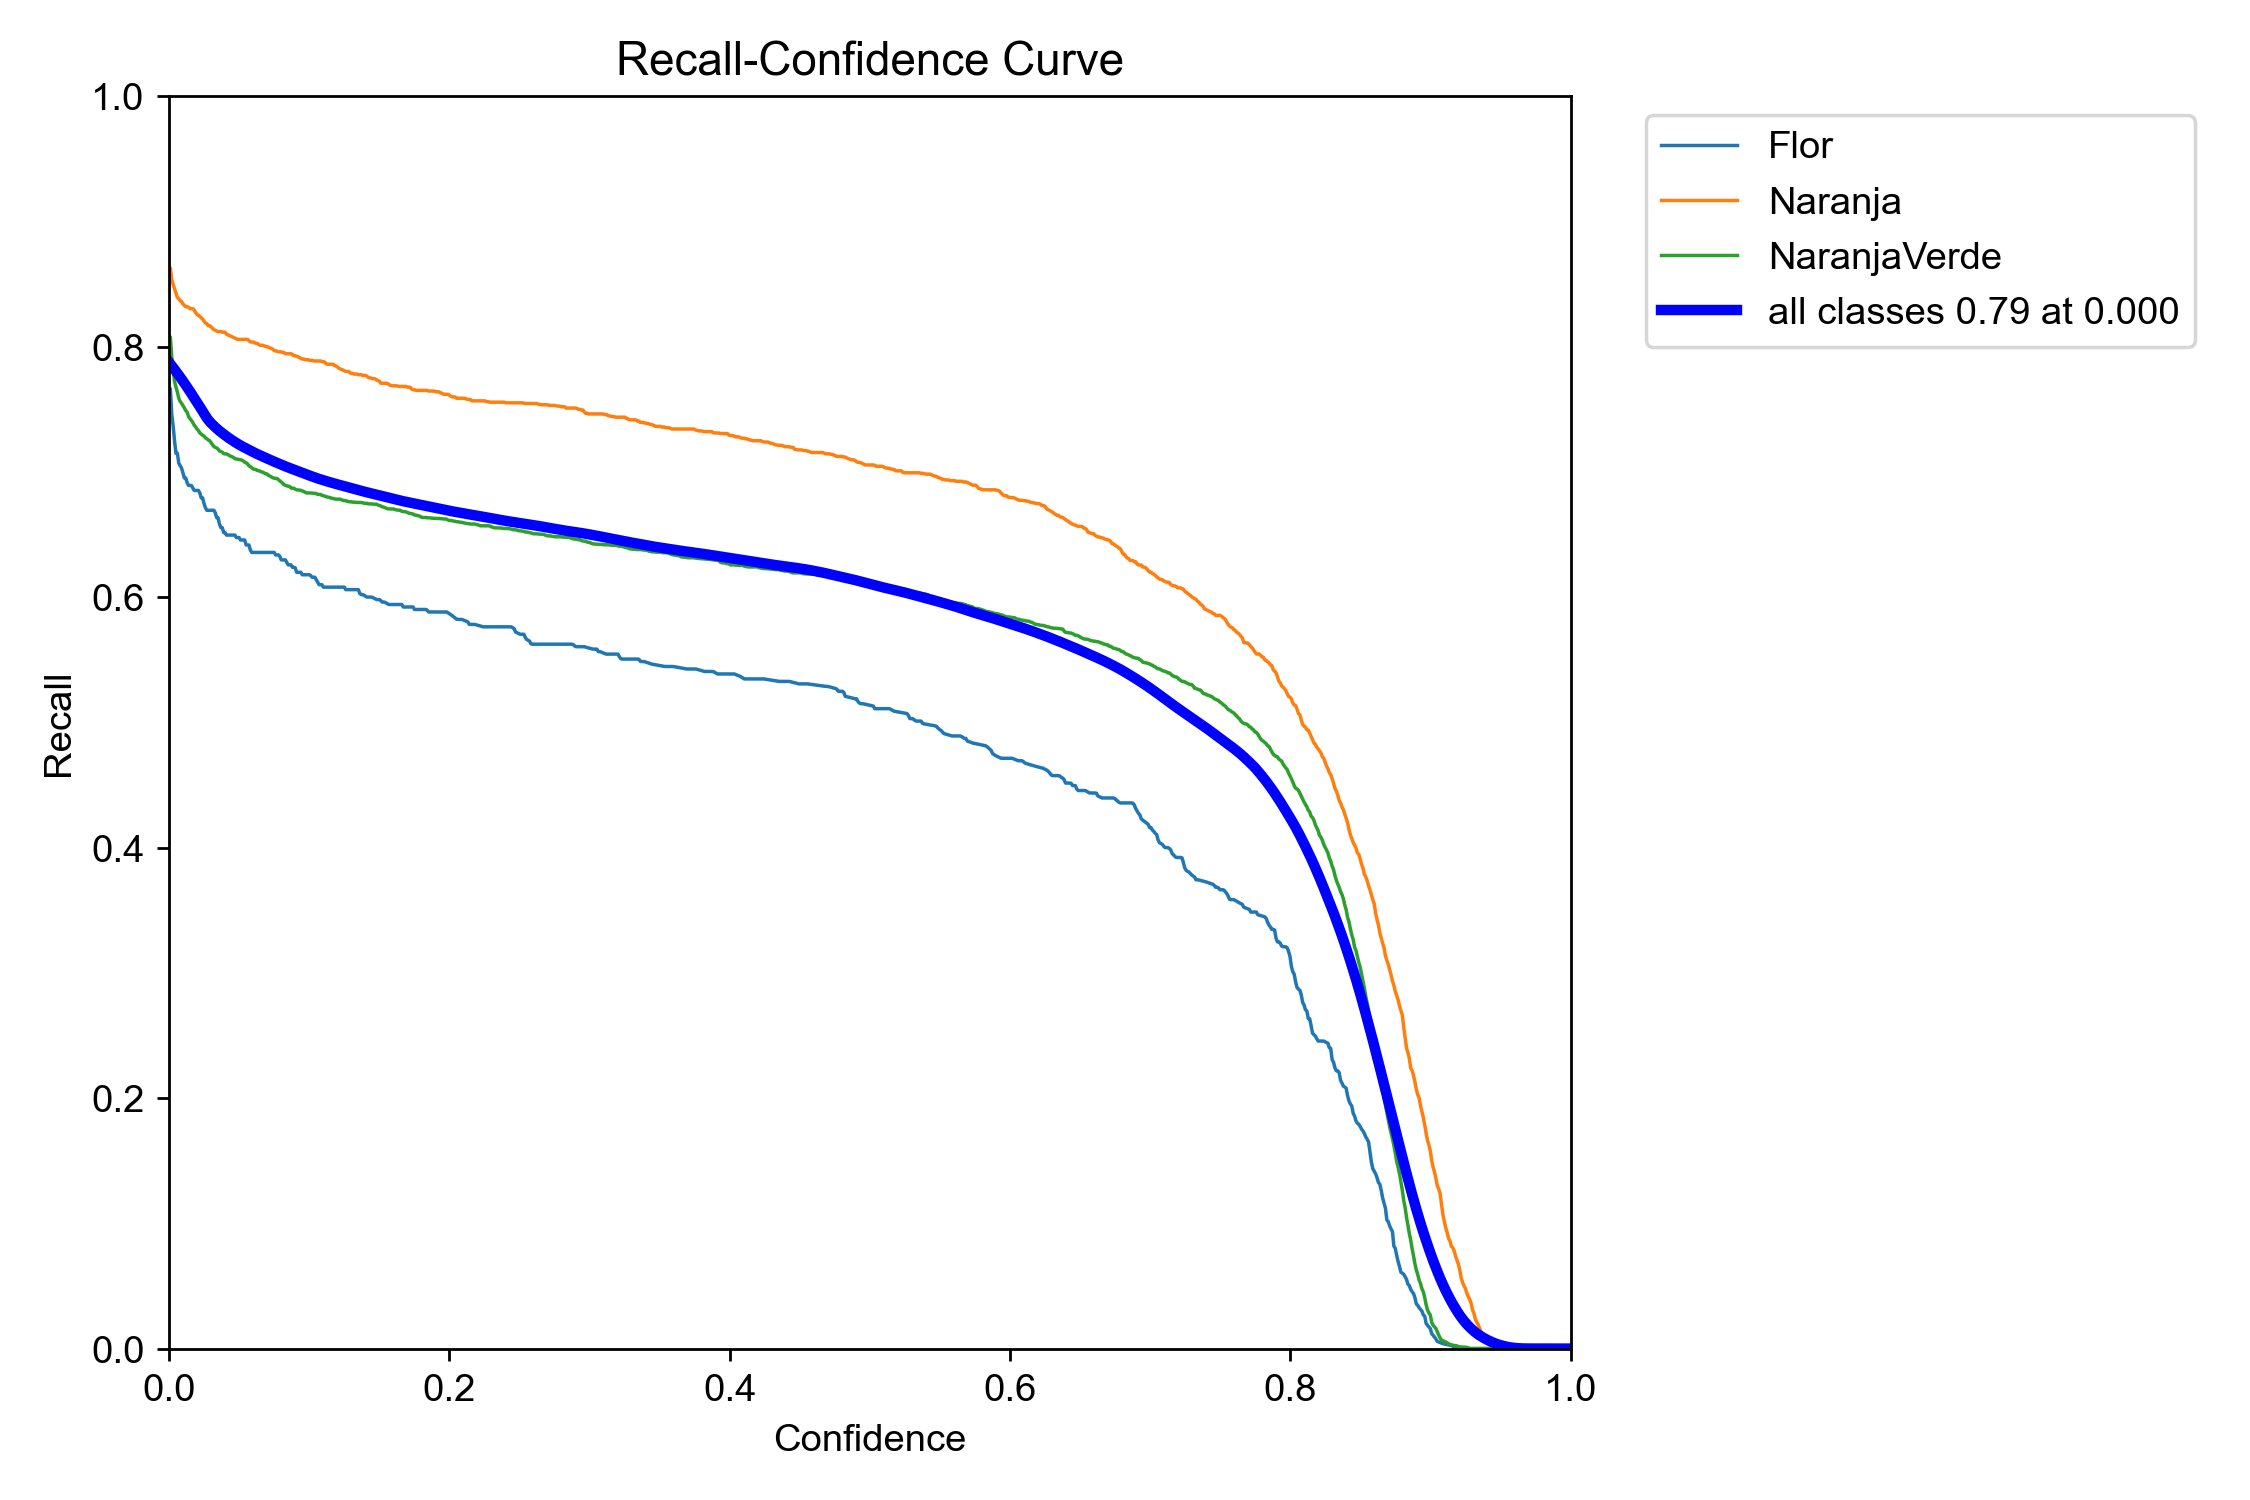 Recall-Confidence Curve
1.0
0.8
0.6
0.4
0.2
0.0
Recall
0.0 0.2 0.4 0.6 0.8 1.0
Confidence
Flor
Naranja
NaranjaVerde
all classes 0.79 at 0.000